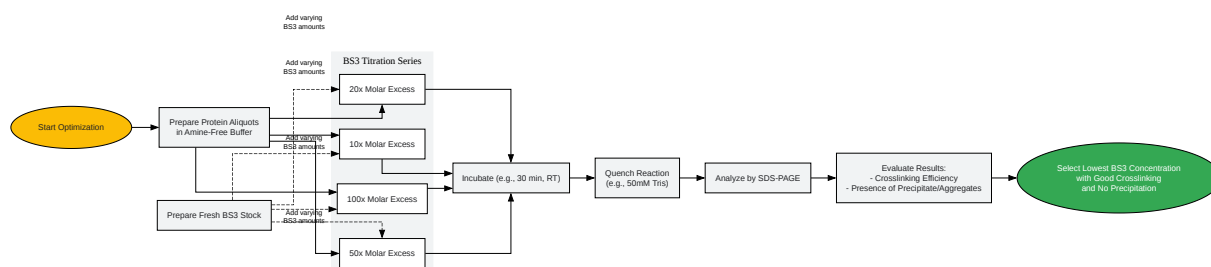 Add varying
BS3 amounts
BS3 Titration Series
Add varying
BS3 amounts
20x Molar Excess
Start Optimization
Prepare Protein Aliquots
in Amine-Free Buffer
Add varying
BS3 amounts
10x Molar Excess
Incubate (e.g., 30 min, RT)
Quench Reaction
(e.g., 50mM Tris)
Analyze by SDS-PAGE
Evaluate Results:
- Crosslinking Efficiency
- Presence of Precipitate/Aggregates
Select Lowest BS3 Concentration
with Good Crosslinking
and No Precipitation
100x Molar Excess
Prepare Fresh BS3 Stock
Add varying
BS3 amounts
50x Molar Excess